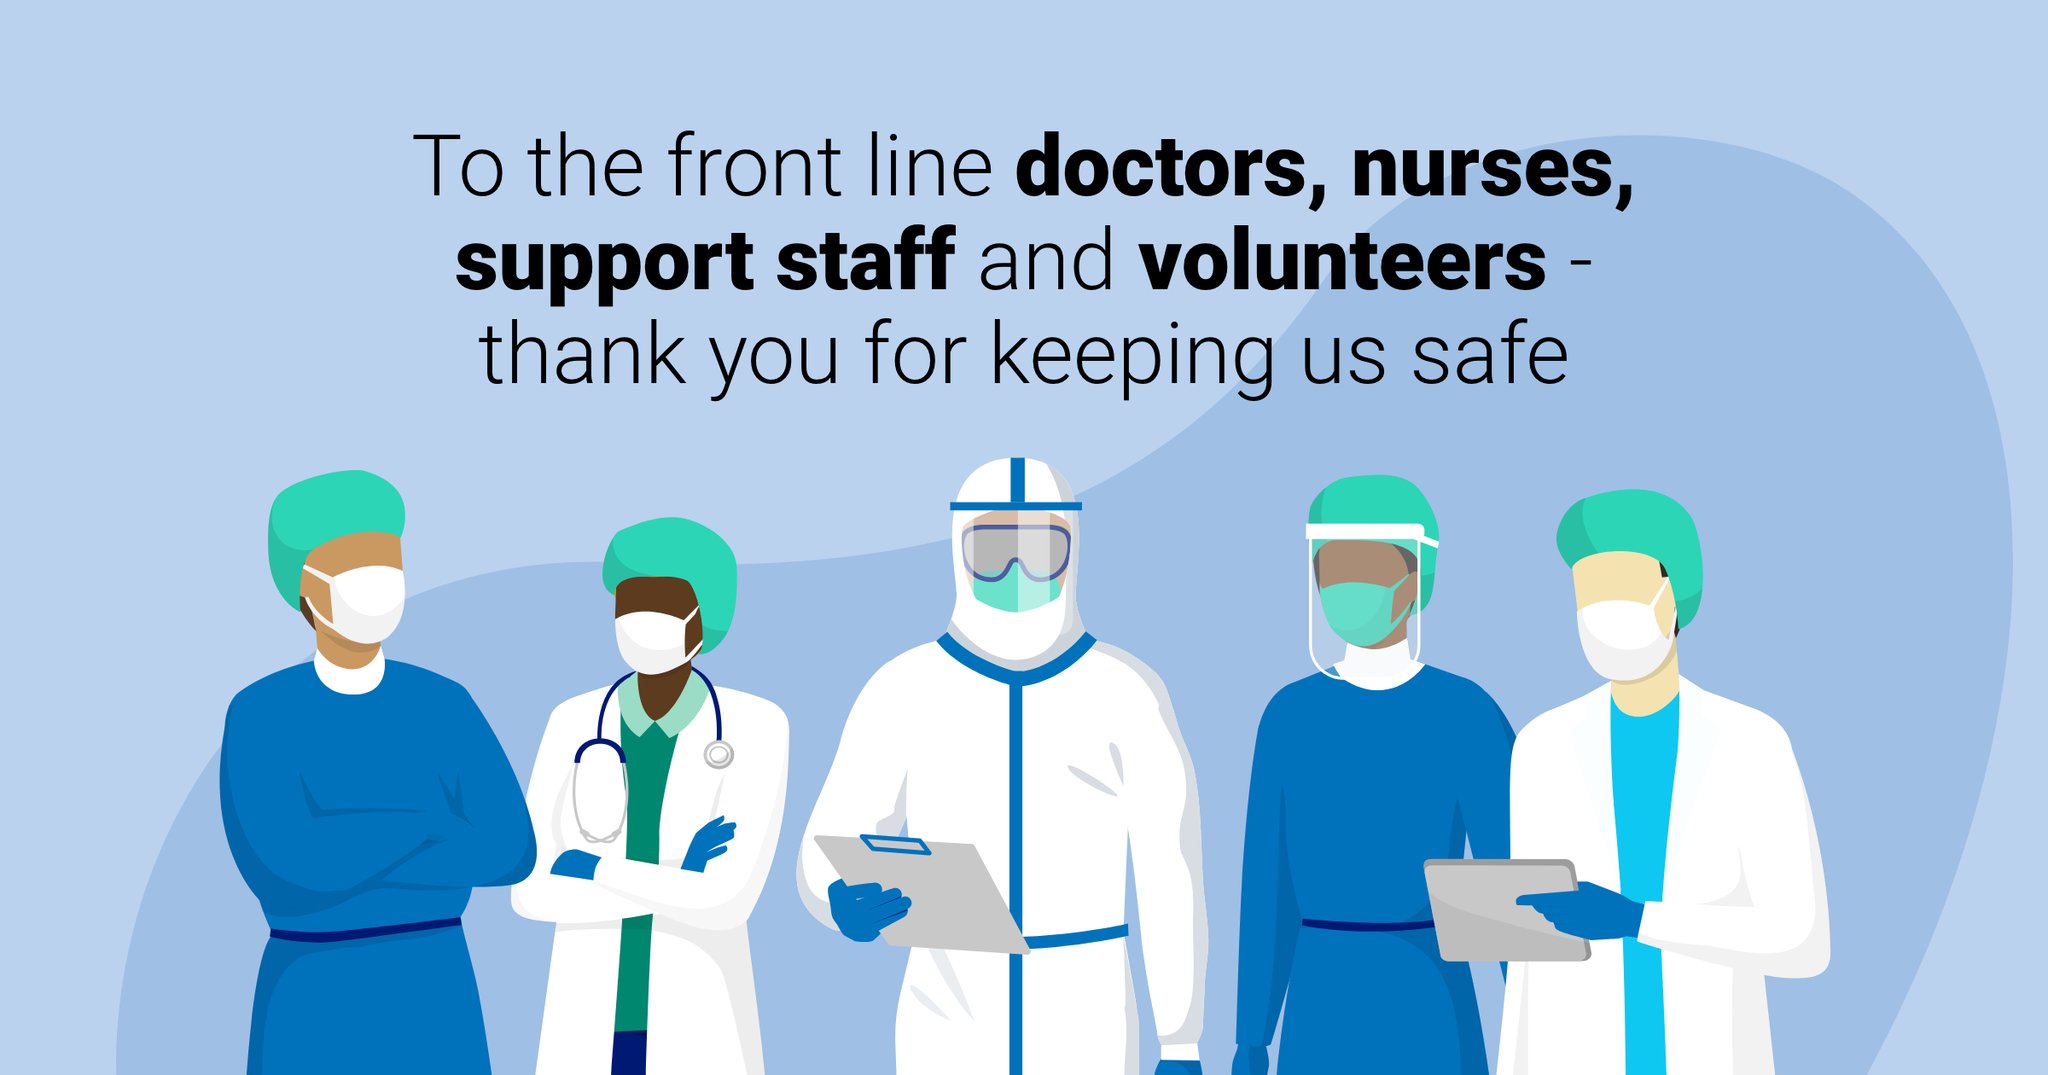 To the front line doctors, nurses,
support staff and volunteers -
thank you for keeping us safe